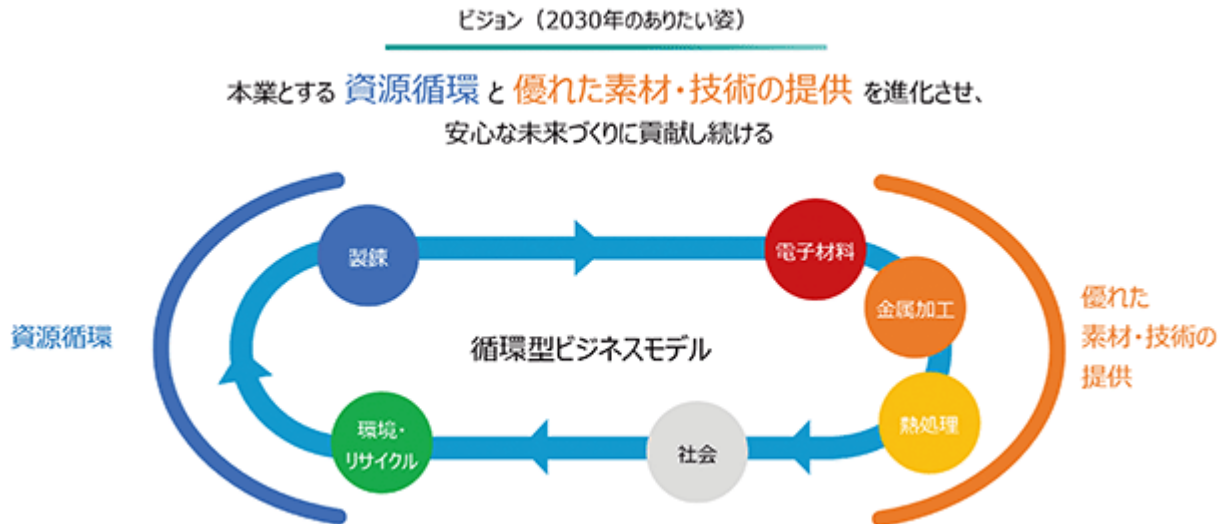 ビジョン（2030年のありたい姿）
本業とする 資源循環 と 優れた素材・技術の提供 を進化させ、
安心な未来づくりに貢献し続ける
製錬
電子材料
金属加工
資源循環
循環型ビジネスモデル
優れた
素材・技術の
提供
環境・
リサイクル
社会
熱処理